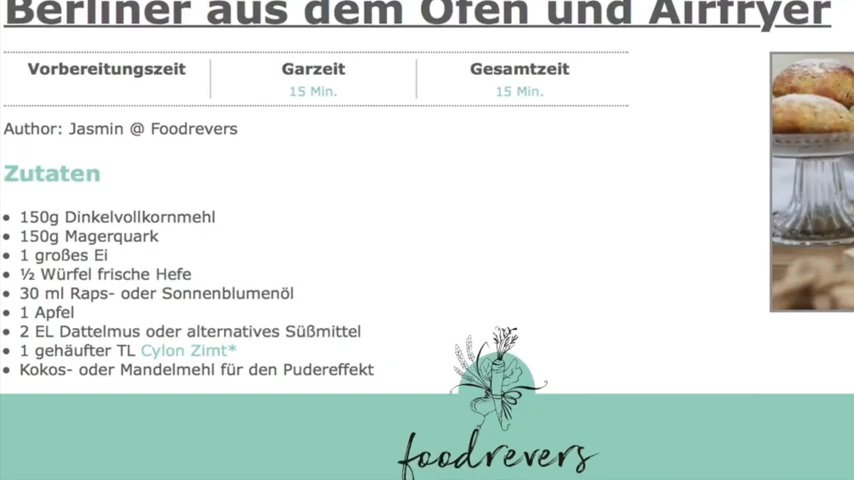 Berliner aus dem Ofen und Airfryer
Vorbereitungszeit Garzeit Gesamtzeit
15 Min. 15 Min.
Author: Jasmin @ Foodrevers
Zutaten
150g Dinkelvollkornmehl
150g Magerquark
1 großes Ei
½ Würfel frische Hefe
30 ml Raps- oder Sonnenblumenöl
1 Apfel
2 EL Dattelmus oder alternatives Süßmittel
1 gehäufter TL Cylon Zimt*
Kokos- oder Mandelmehl für den Pudereffekt
foodrevers